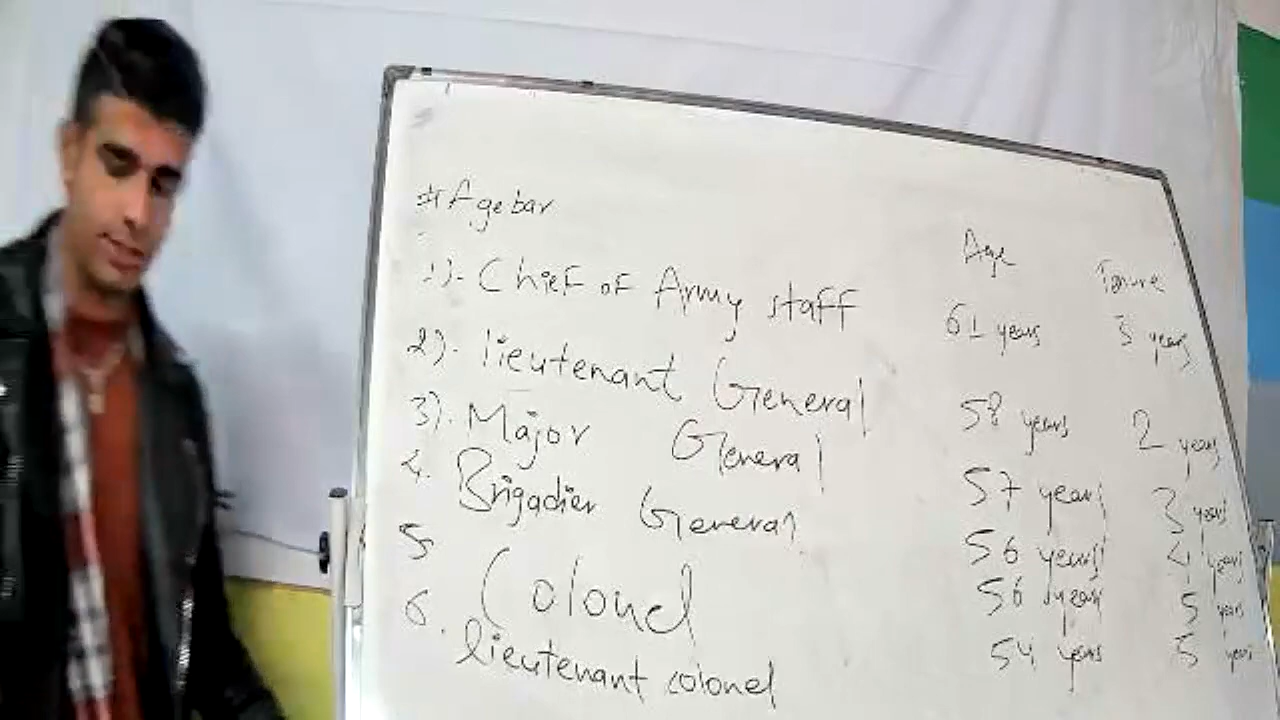 # Agebar
Age Tenure
1). Chief of Army staff 61 years 3 years
2). lieutenant General 58 years 2 years
3). Major General 57 years 3 years
4. Brigadier General 56 years 4 years
5 Colonel 56 years 5 years
6. lieutenant colonel 54 years 5 years